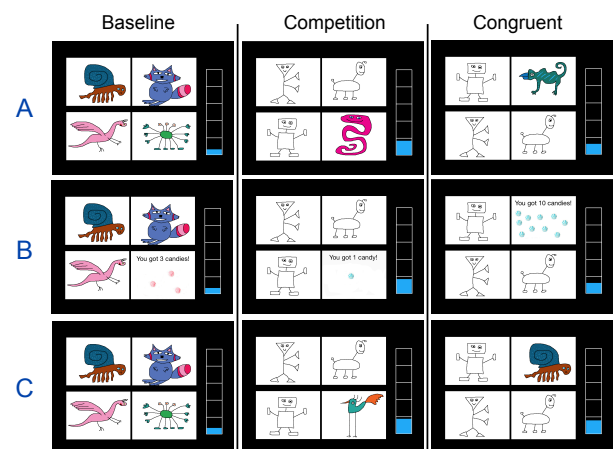 Baseline Competition Congruent
A
B
You got 3 candies! You got 1 candy! You got 10 candies!
C